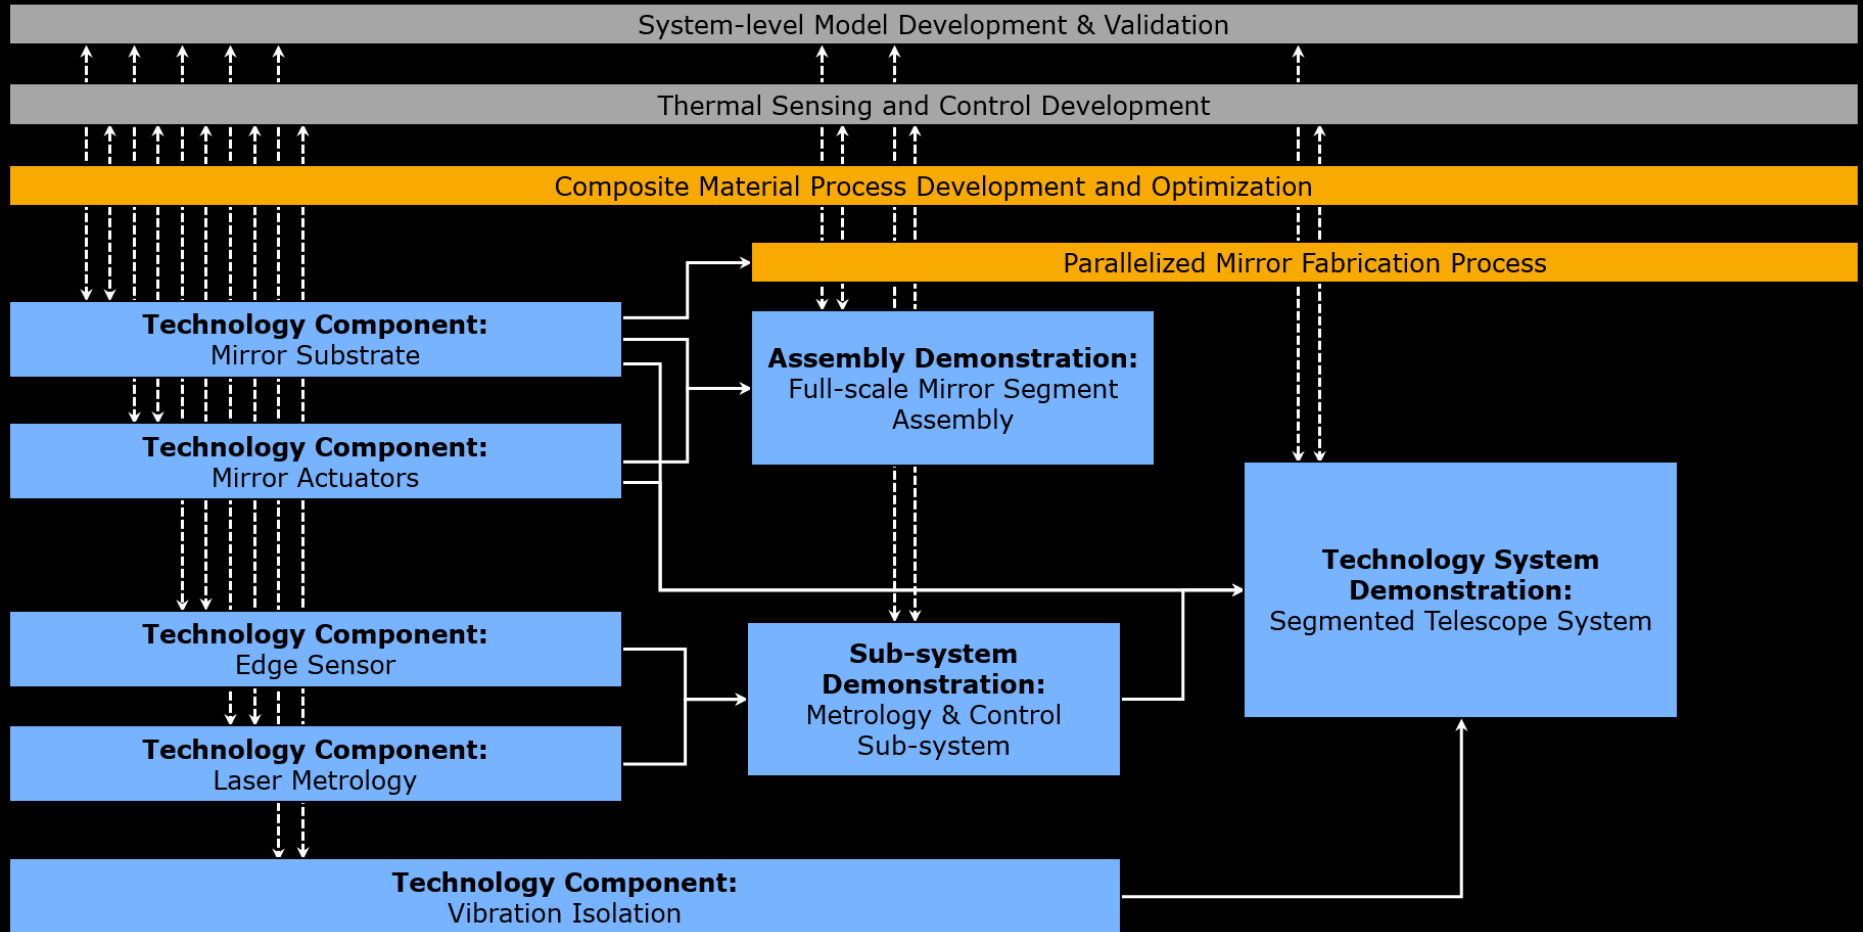 System-level Model Development & Validation
Thermal Sensing and Control Development
Composite Material Process Development and Optimization
Parallelized Mirror Fabrication Process
Technology Component:
Mirror Substrate
Assembly Demonstration:
Full-scale Mirror Segment
Assembly
Technology Component:
Mirror Actuators
Technology System
Demonstration:
Segmented Telescope System
Technology Component:
Edge Sensor
Sub-system
Demonstration:
Metrology & Control
Sub-system
Technology Component:
Laser Metrology
Technology Component:
Vibration Isolation